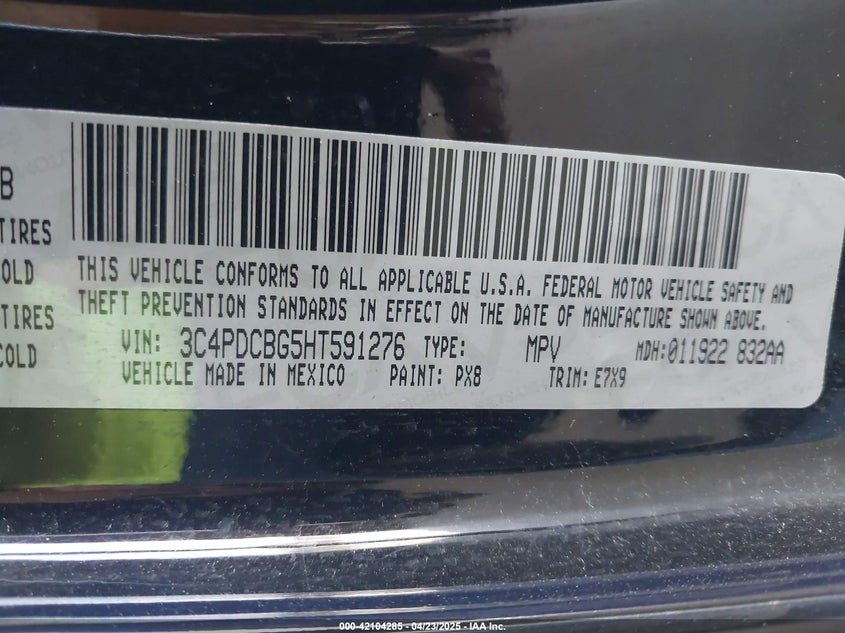 B
TIRES
COLD
TIRES
COLD
THIS VEHICLE CONFORMS TO ALL APPLICABLE U.S.A. FEDERAL MOTOR VEHICLE SAFETY AND
THEFT PREVENTION STANDARDS IN EFFECT ON THE DATE OF MANUFACTURE SHOWN ABOVE.
VIN: 3C4PDCBG5HT591276 TYPE: MPV MDH:011922 832AA
VEHICLE MADE IN MEXICO PAINT: PX8 TRIM: E7X9
000-42104285 - 04/23/2025 - IAA Inc.